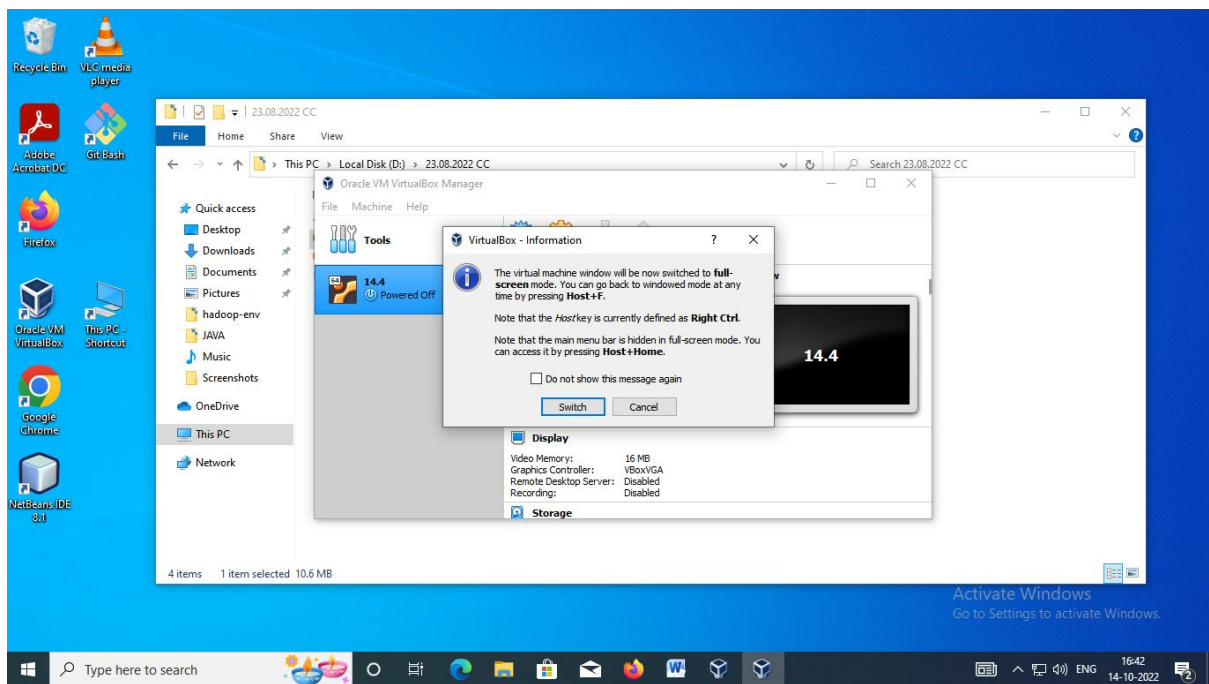 Recycle Bin
VLC media player
Adobe Acrobat DC
Git Bash
Firefox
Oracle VM VirtualBox
This PC - Shortcut
Google Chrome
NetBeans IDE 8.1
23.08.2022 CC
File Home Share View
This PC > Local Disk (D:) > 23.08.2022 CC
Search 23.08.2022 CC
Quick access
Desktop
Downloads
Documents
Pictures
hadoop-env
JAVA
Music
Screenshots
OneDrive
This PC
Network
4 items 1 item selected 10.6 MB
Oracle VM VirtualBox Manager
File Machine Help
Tools
64
14.4
Powered Off
14.4
Display
Video Memory: 16 MB
Graphics Controller: VBoxVGA
Remote Desktop Server: Disabled
Recording: Disabled
Storage
VirtualBox - Information ? X
The virtual machine window will be now switched to full-
screen mode. You can go back to windowed mode at any
time by pressing Host+F.
Note that the Host key is currently defined as Right Ctrl.
Note that the main menu bar is hidden in full-screen mode. You
can access it by pressing Host+Home.
Do not show this message again
Switch Cancel
Activate Windows
Go to Settings to activate Windows.
Type here to search
ENG
16:42
14-10-2022
2